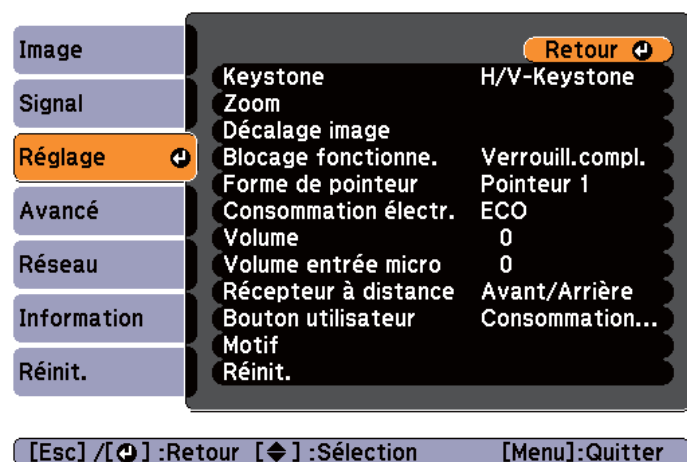 Image
Signal
Réglage
Avancé
Réseau
Information
Réinit.
Retour
Keystone H/V-Keystone
Zoom
Décalage image
Blocage fonctionne. Verrouill.compl.
Forme de pointeur Pointeur 1
Consommation électr. ECO
Volume 0
Volume entrée micro 0
Récepteur à distance Avant/Arrière
Bouton utilisateur Consommation...
Motif
Réinit.
[Esc] /[⏎] :Retour [◆] :Sélection [Menu]:Quitter